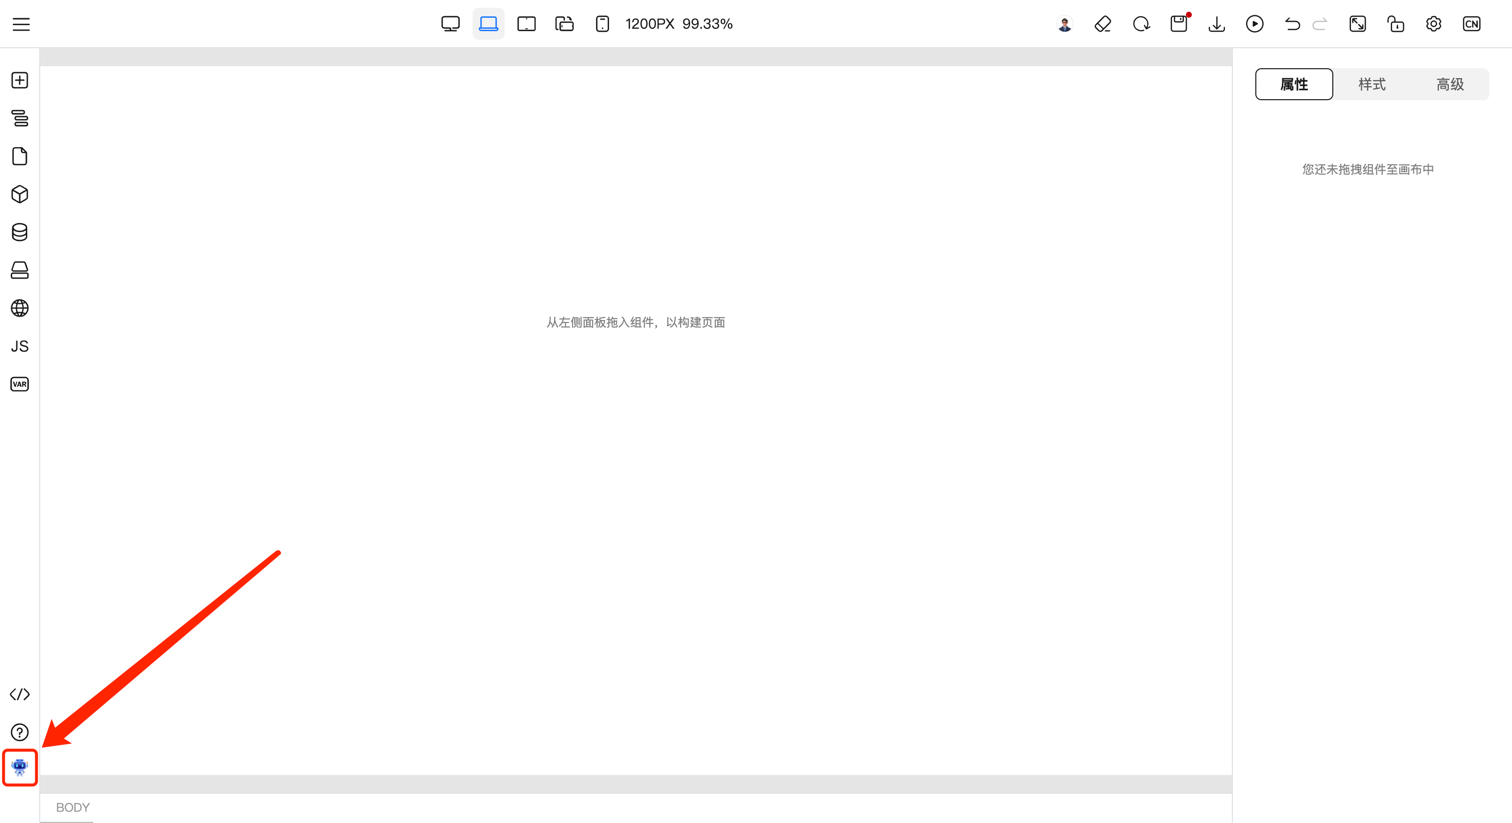 1200PX 99.33%
CN
属性 样式 高级
您还未拖拽组件至画布中
从左侧面板拖入组件，以构建页面
JS
VAR
</>
?
BODY